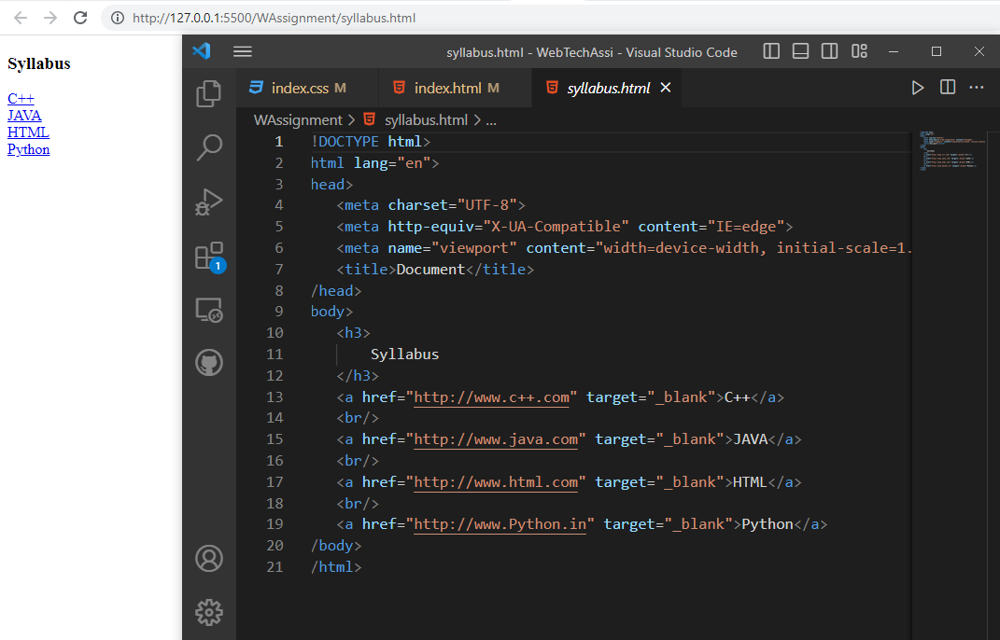 http://127.0.0.1:5500/WAssignment/syllabus.html
Syllabus
C++
JAVA
HTML
Python
syllabus.html - WebTechAssi - Visual Studio Code
index.css M
index.html M
syllabus.html
WAssignment > syllabus.html > ...
1 !DOCTYPE html>
2 html lang="en">
3 head>
4 <meta charset="UTF-8">
5 <meta http-equiv="X-UA-Compatible" content="IE=edge">
6 <meta name="viewport" content="width=device-width, initial-scale=1.
7 <title>Document</title>
8 /head>
9 body>
10 <h3>
11 Syllabus
12 </h3>
13 <a href="http://www.c++.com" target="_blank">C++</a>
14 <br/>
15 <a href="http://www.java.com" target="_blank">JAVA</a>
16 <br/>
17 <a href="http://www.html.com" target="_blank">HTML</a>
18 <br/>
19 <a href="http://www.Python.in" target="_blank">Python</a>
20 /body>
21 /html>
1